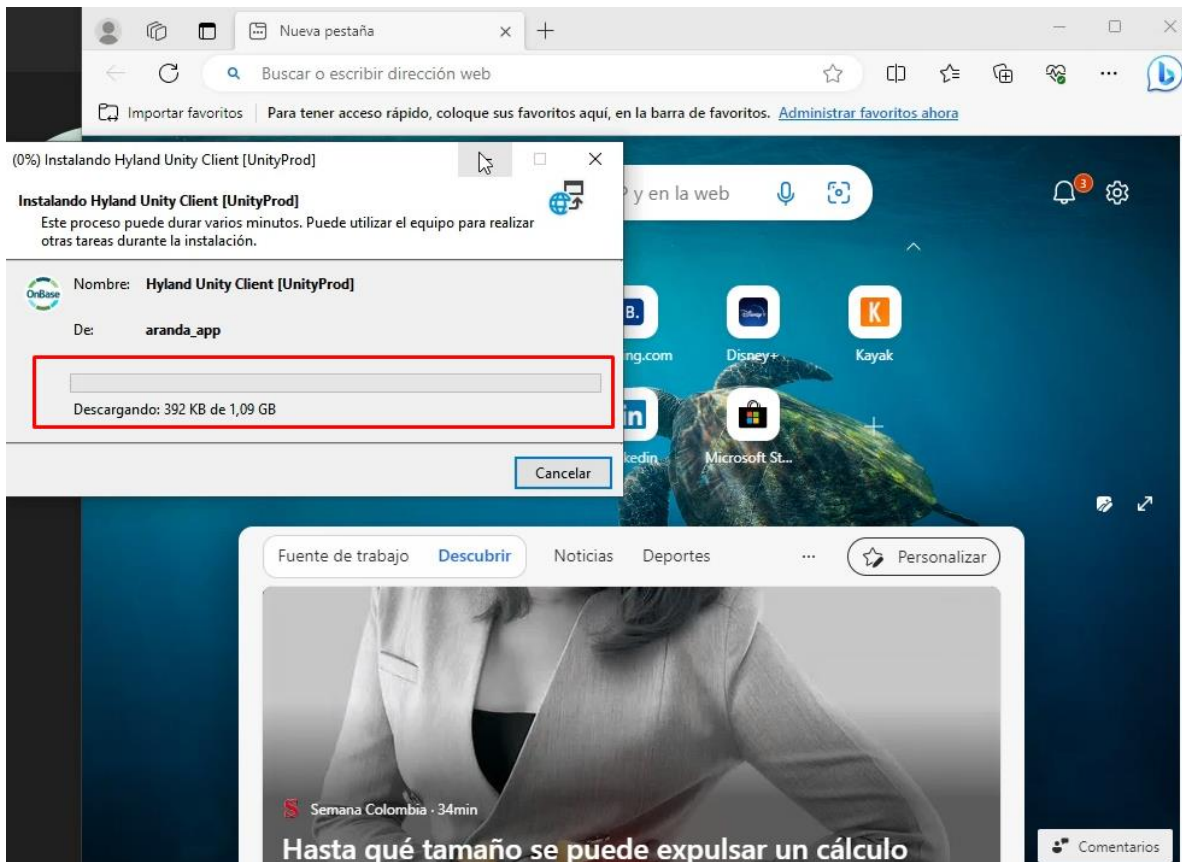 Nueva pestaña
Buscar o escribir dirección web
Importar favoritos
Para tener acceso rápido, coloque sus favoritos aquí, en la barra de favoritos. Administrar favoritos ahora
(0%) Instalando Hyland Unity Client [UnityProd]
Instalando Hyland Unity Client [UnityProd]
Este proceso puede durar varios minutos. Puede utilizar el equipo para realizar
otras tareas durante la instalación.
OnBase
Nombre: Hyland Unity Client [UnityProd]
De: aranda_app
Descargando: 392 KB de 1,09 GB
Cancelar
y en la web
3
B.
Disney+
K
ng.com
Disney+
Kayak
in
kedin
Microsoft St...
Fuente de trabajo
Descubrir
Noticias
Deportes
...
Personalizar
S Semana Colombia · 34min
Hasta qué tamaño se puede expulsar un cálculo
Comentarios